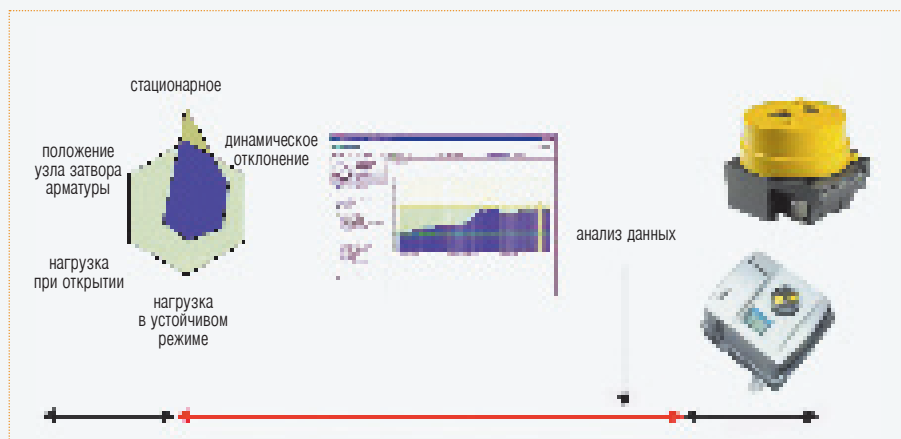 стационарное
динамическое
отклонение
положение
узла затвора
арматуры
анализ данных
нагрузка
при открытии
нагрузка
в устойчивом
режиме